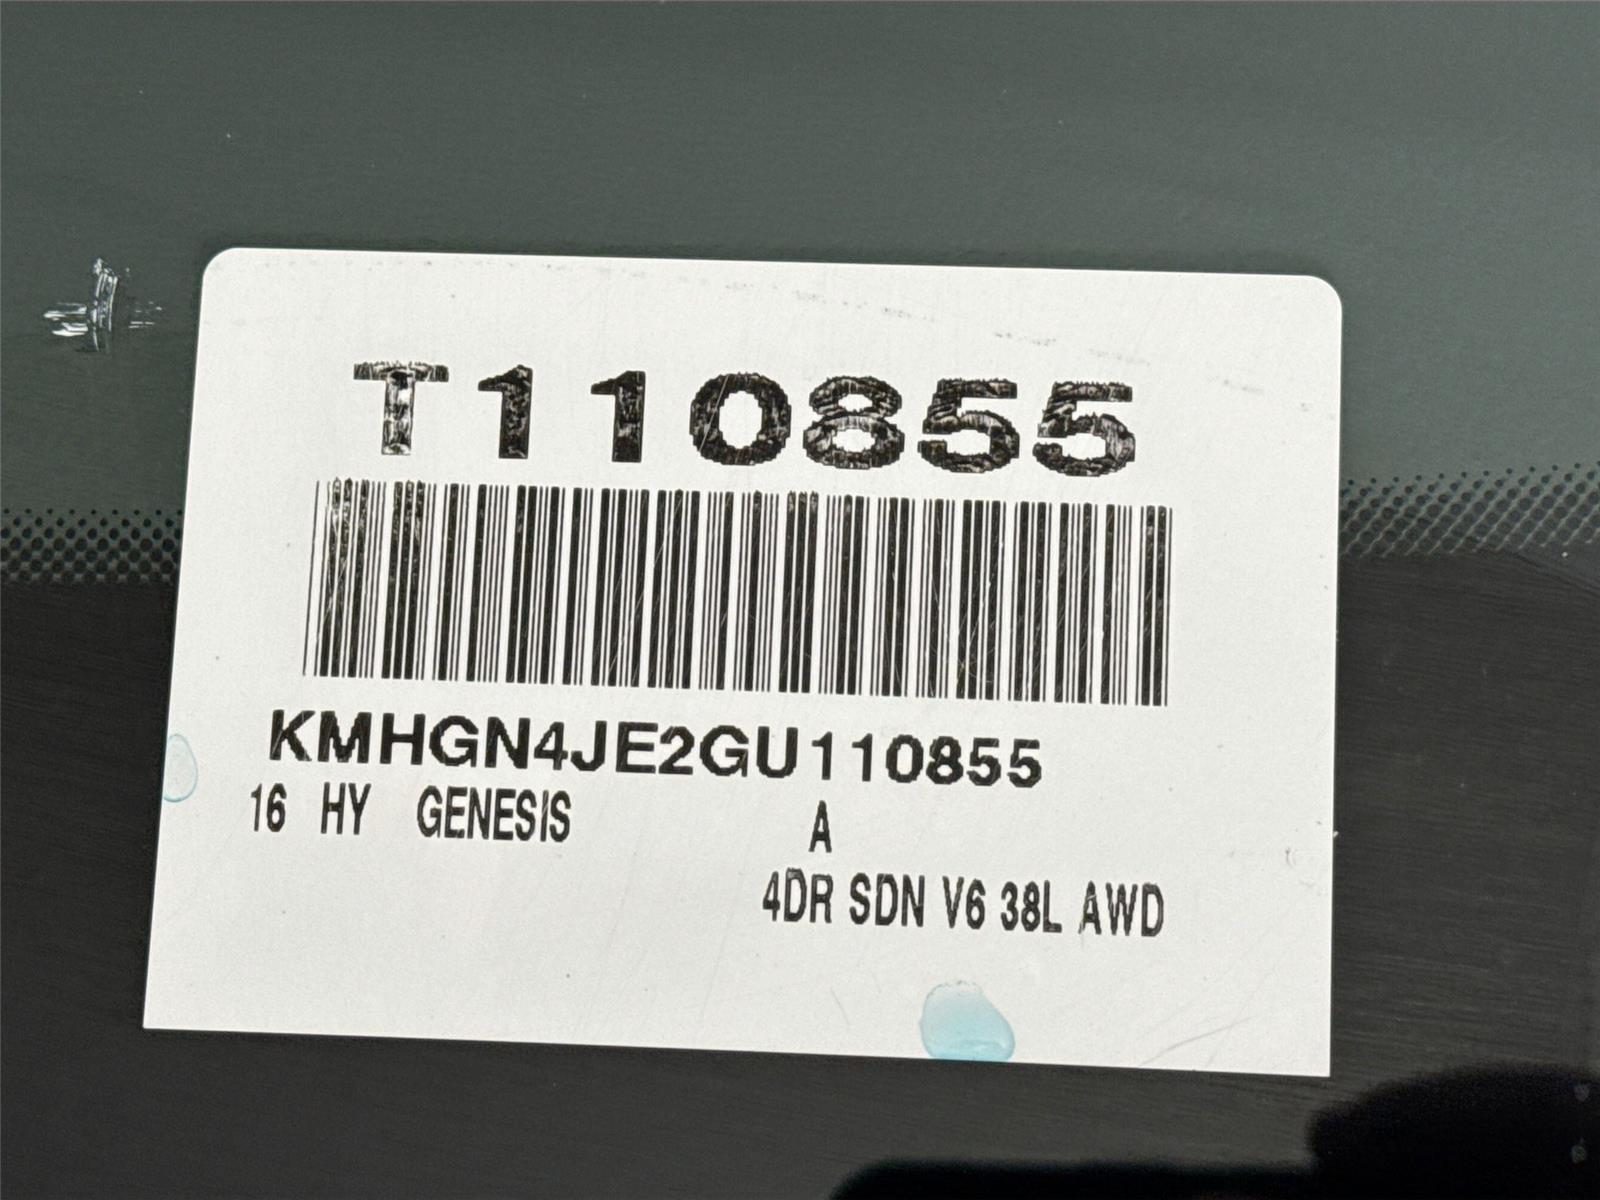 T110855
KMHGN4JE2GU110855
16 HY GENESIS A
4DR SDN V6 38L AWD